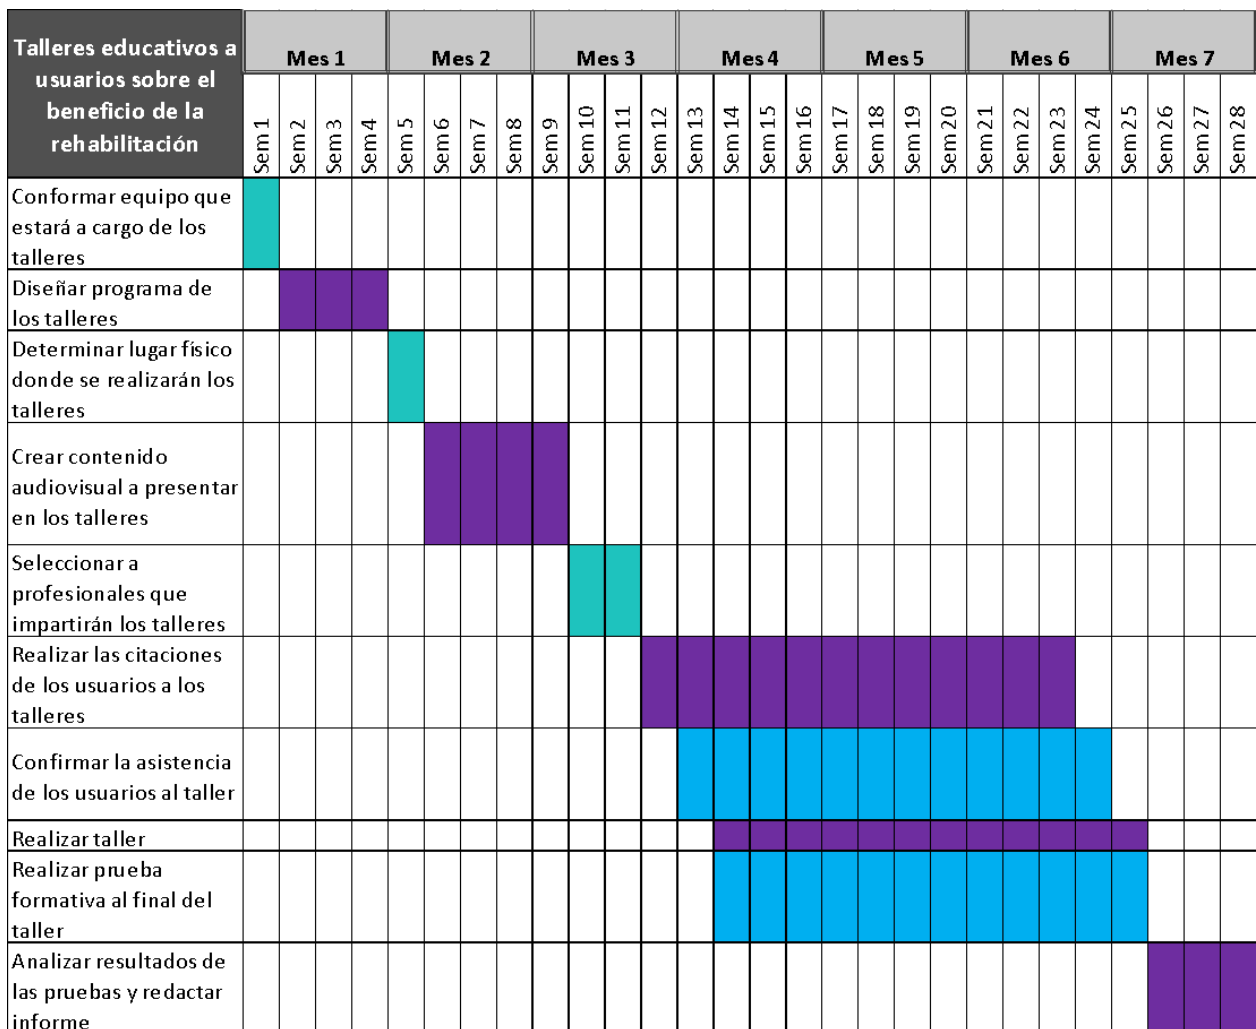 Talleres educativos a
usuarios sobre el
beneficio de la
rehabilitación
Mes 1 Mes 2 Mes 3 Mes 4 Mes 5 Mes 6 Mes 7
Sem 1 Sem 2 Sem 3 Sem 4 Sem 5 Sem 6 Sem 7 Sem 8 Sem 9 Sem 10 Sem 11 Sem 12 Sem 13 Sem 14 Sem 15 Sem 16 Sem 17 Sem 18 Sem 19 Sem 20 Sem 21 Sem 22 Sem 23 Sem 24 Sem 25 Sem 26 Sem 27 Sem 28
Conformar equipo que
estará a cargo de los
talleres
Diseñar programa de
los talleres
Determinar lugar físico
donde se realizarán los
talleres
Crear contenido
audiovisual a presentar
en los talleres
Seleccionar a
profesionales que
impartirán los talleres
Realizar las citaciones
de los usuarios a los
talleres
Confirmar la asistencia
de los usuarios al taller
Realizar taller
Realizar prueba
formativa al final del
taller
Analizar resultados de
las pruebas y redactar
informe